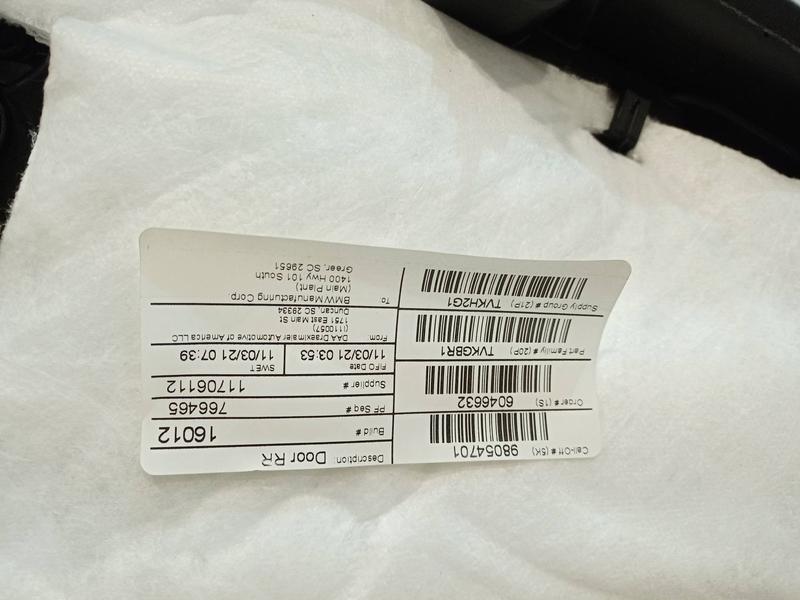 Call-Off # (5K) 98054701
Order # (1S) 6046632
Part Family # (20P) TVKGBR1
Supply Group # (21P) TVKH2G1
Description: Door RR
Build # 16012
PF Seq # 766465
Supplier # 11706112
FIFO Date SWET
11/03/21 03:53 11/03/21 07:39
From: DAA Draexlmaier Automotive of America LLC
(110057)
1751 East Main St
Duncan, SC 29334
To: BMW Manufacturing Corp.
(Main Plant)
1400 Hwy 101 South
Greer, SC 29651